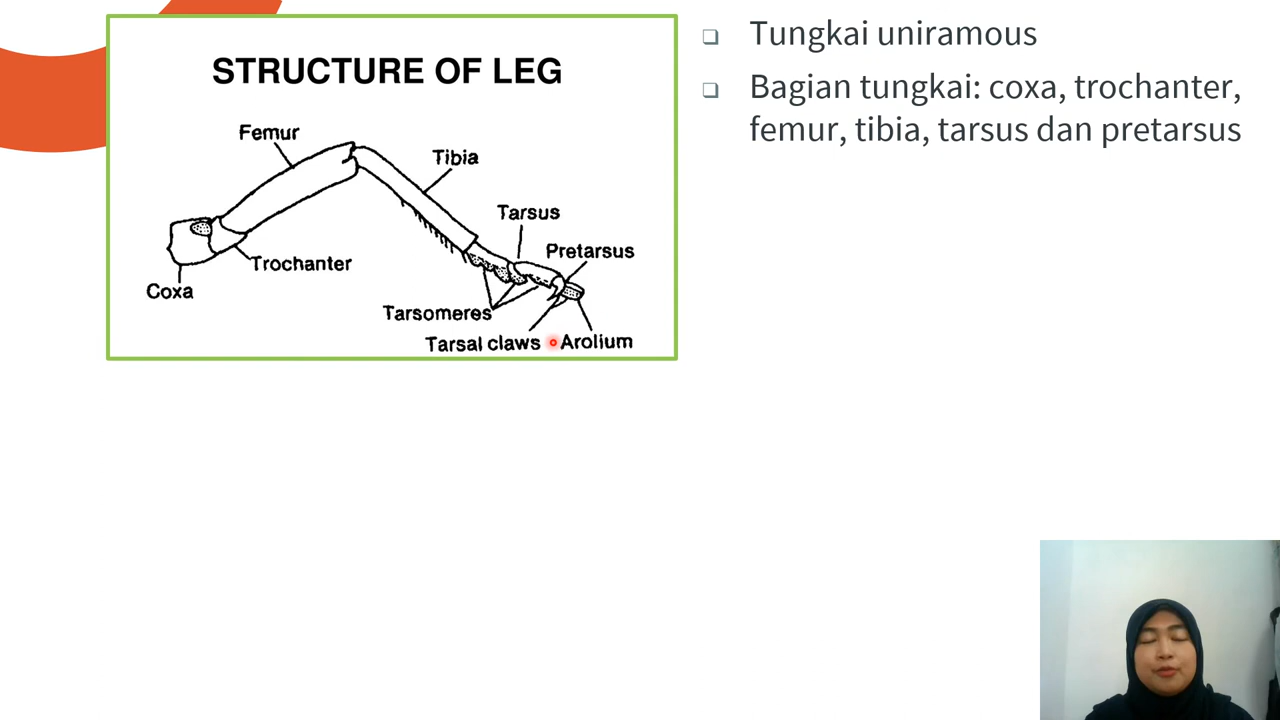 STRUCTURE OF LEG
Femur
Tibia
Tarsus
Pretarsus
Trochanter
Coxa
Tarsomeres
Tarsal claws
Arolium
Tungkai uniramous
Bagian tungkai: coxa, trochanter,
femur, tibia, tarsus dan pretarsus